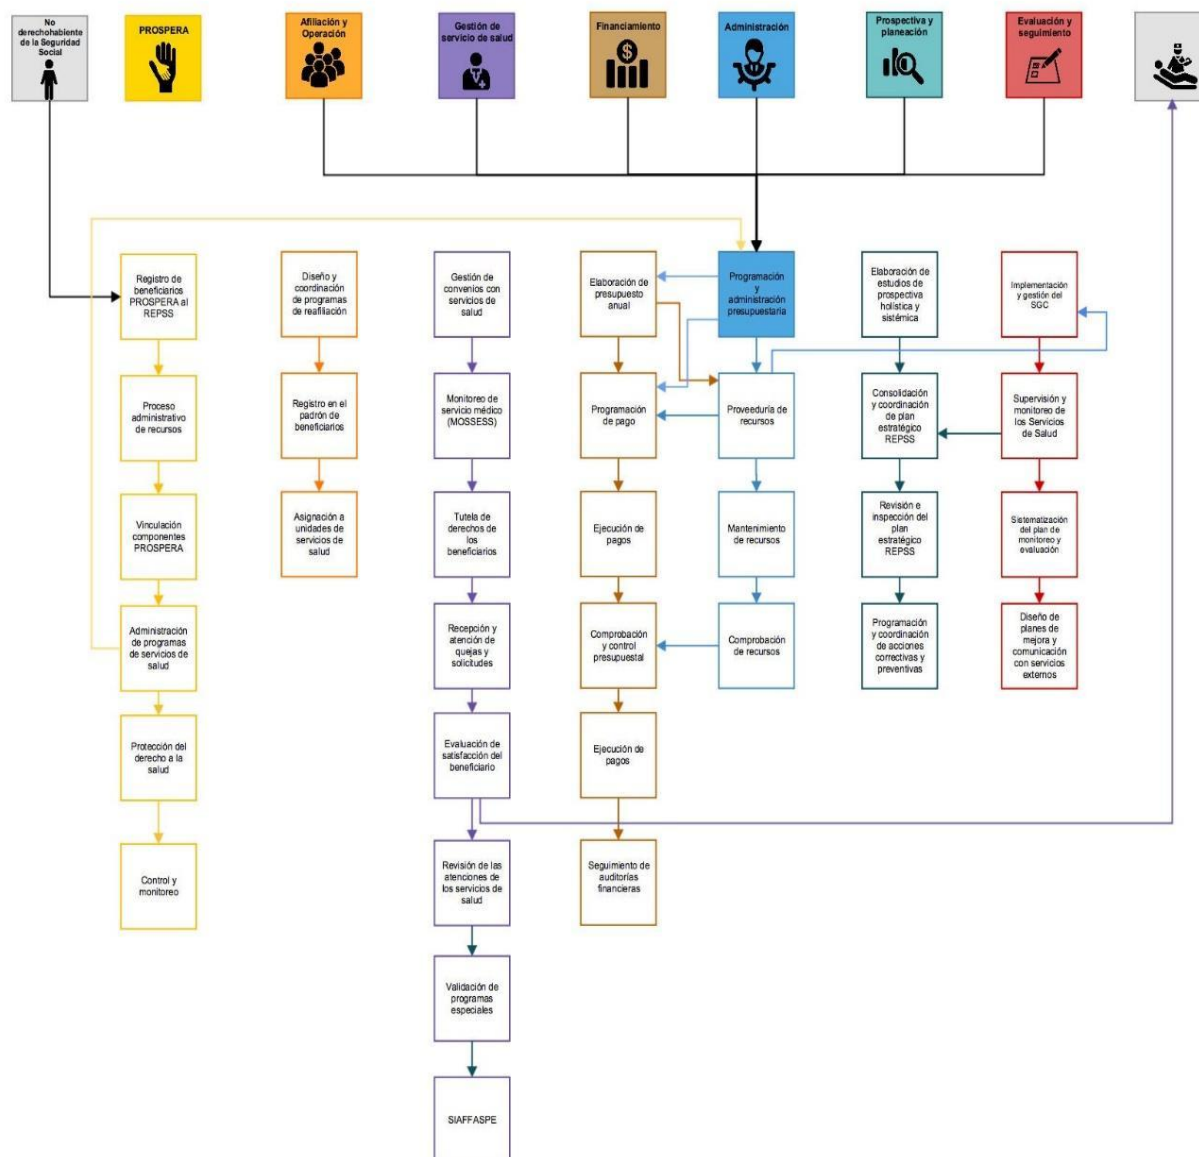 No
derechohabiente
de la Seguridad
Social
PROSPERA
Afiliación y
Operación
Gestión de
servicio de salud
Financiamiento
Administración
Prospectiva y
planeación
Evaluación y
seguimiento
Registro de
beneficiarios
PROSPERA al
REPSS
Diseño y
coordinación
de programas
de reafiliación
Gestión de
convenios con
servicios de
salud
Elaboración de
presupuesto
anual
Programación
y
administración
presupuestaria
Elaboración de
estudios de
prospectiva
holística y
sistémica
Implementación
y gestión del
SGC
Proceso
administrativo
de recursos
Registro en el
padrón de
beneficiarios
Monitoreo de
servicio médico
(MOSSESS)
Programación
de pago
Proveeduría de
recursos
Consolidación
y coordinación
de plan
estratégico
REPSS
Supervisión y
monitoreo de
los Servicios
de Salud
Vinculación
componentes
PROSPERA
Asignación a
unidades de
servicios de
salud
Tutela de
derechos de
los
beneficiarios
Ejecución de
pagos
Mantenimiento
de recursos
Revisión e
inspección del
plan
estratégico
REPSS
Sistematización
del plan de
monitoreo y
evaluación
Administración
de programas
de servicios de
salud
Recepción y
atención de
quejas y
solicitudes
Comprobación
y control
presupuestal
Comprobación
de recursos
Programación
y coordinación
de acciones
correctivas y
preventivas
Diseño de
planes de
mejora y
comunicación
con servicios
externos
Protección del
derecho a la
salud
Evaluación de
satisfacción del
beneficiario
Ejecución de
pagos
Control y
monitoreo
Revisión de las
atenciones de
los servicios de
salud
Seguimiento de
auditorías
financieras
Validación de
programas
especiales
SIAFFASPE